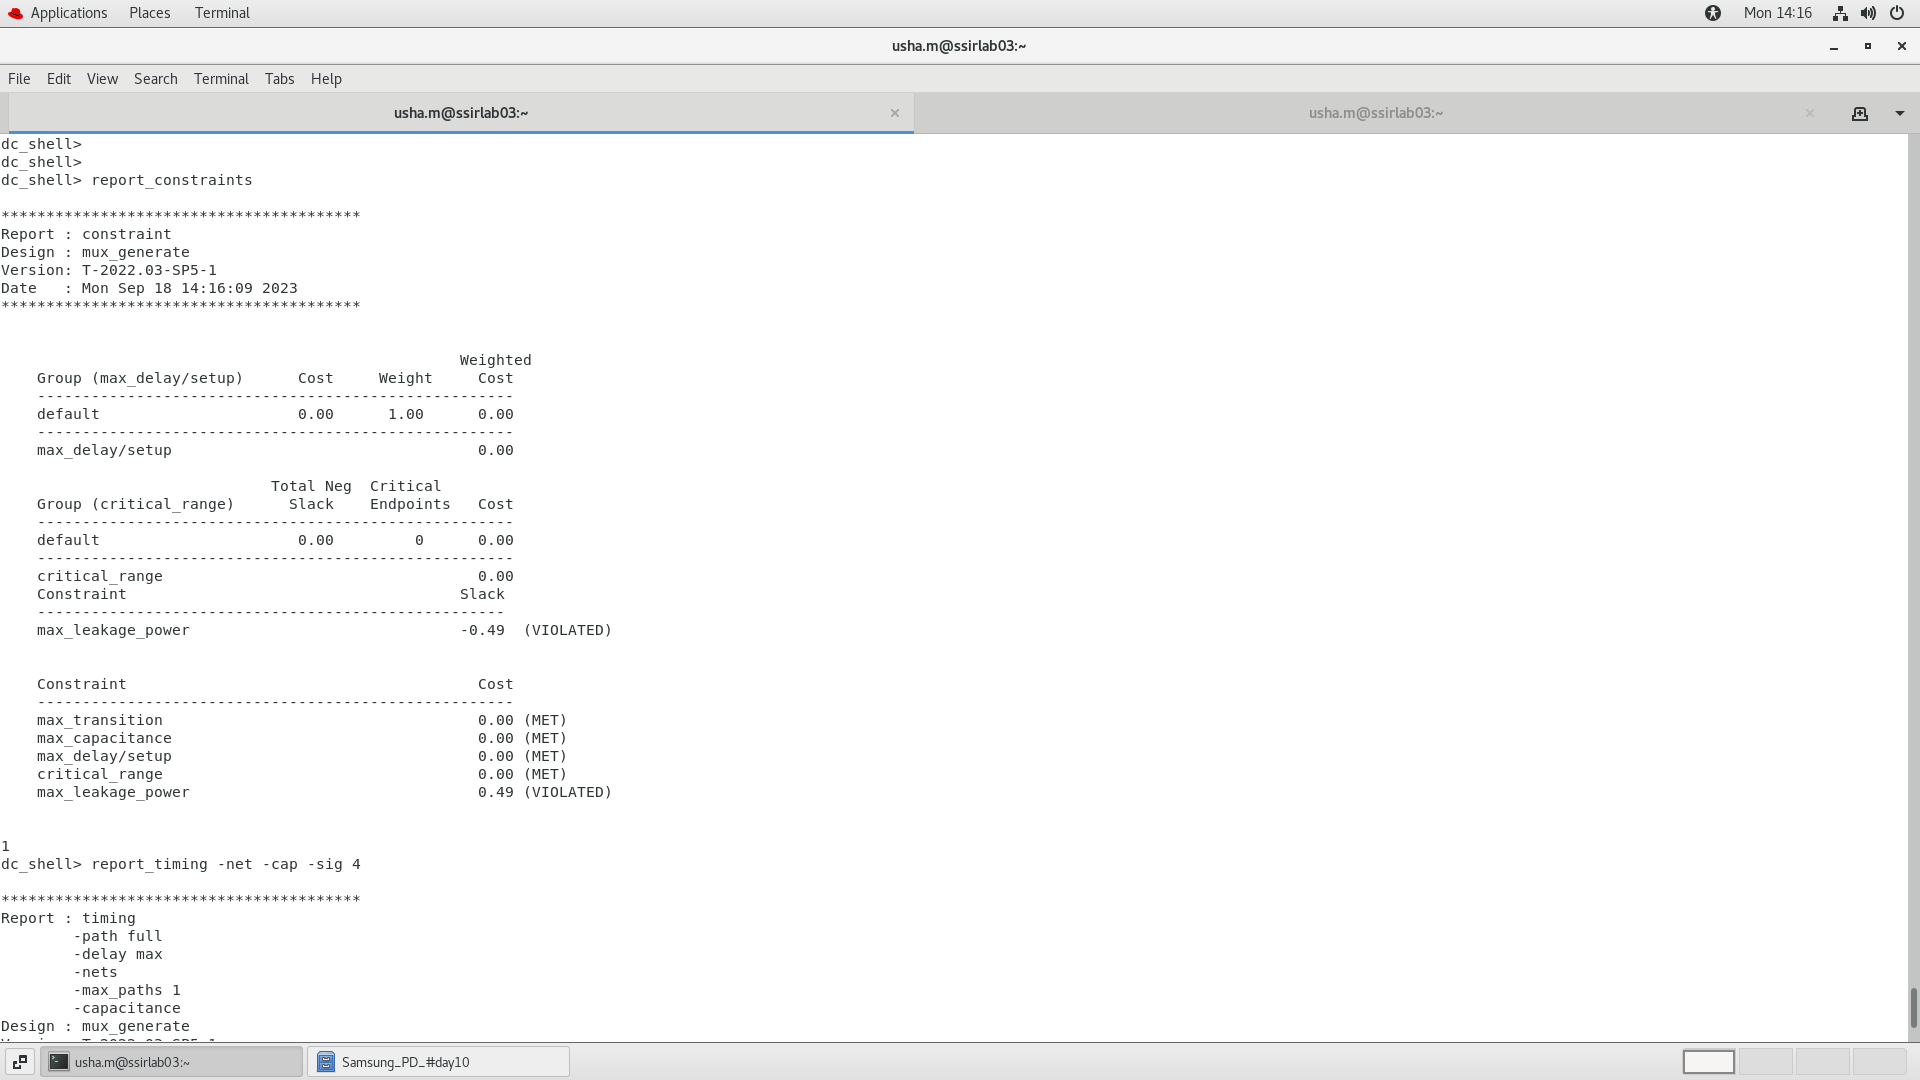 Applications Places Terminal Mon 14:16
usha.m@ssirlab03:~
File Edit View Search Terminal Tabs Help
usha.m@ssirlab03:~ × usha.m@ssirlab03:~ ×
dc_shell>
dc_shell>
dc_shell> report_constraints
****************************************
Report : constraint
Design : mux_generate
Version: T-2022.03-SP5-1
Date   : Mon Sep 18 14:16:09 2023
****************************************
                                                   Weighted
    Group (max_delay/setup)      Cost     Weight     Cost
    -----------------------------------------------------
    default                      0.00      1.00      0.00
    -----------------------------------------------------
    max_delay/setup                                  0.00
                              Total Neg  Critical
    Group (critical_range)      Slack    Endpoints   Cost
    -----------------------------------------------------
    default                      0.00         0      0.00
    -----------------------------------------------------
    critical_range                                   0.00
    Constraint                                     Slack
    ----------------------------------------------------
    max_leakage_power                              -0.49  (VIOLATED)
    Constraint                                       Cost
    -----------------------------------------------------
    max_transition                                   0.00 (MET)
    max_capacitance                                  0.00 (MET)
    max_delay/setup                                  0.00 (MET)
    critical_range                                   0.00 (MET)
    max_leakage_power                                0.49 (VIOLATED)
1
dc_shell> report_timing -net -cap -sig 4
****************************************
Report : timing
        -path full
        -delay max
        -nets
        -max_paths 1
        -capacitance
Design : mux_generate
usha.m@ssirlab03:~ Samsung_PD_#day10